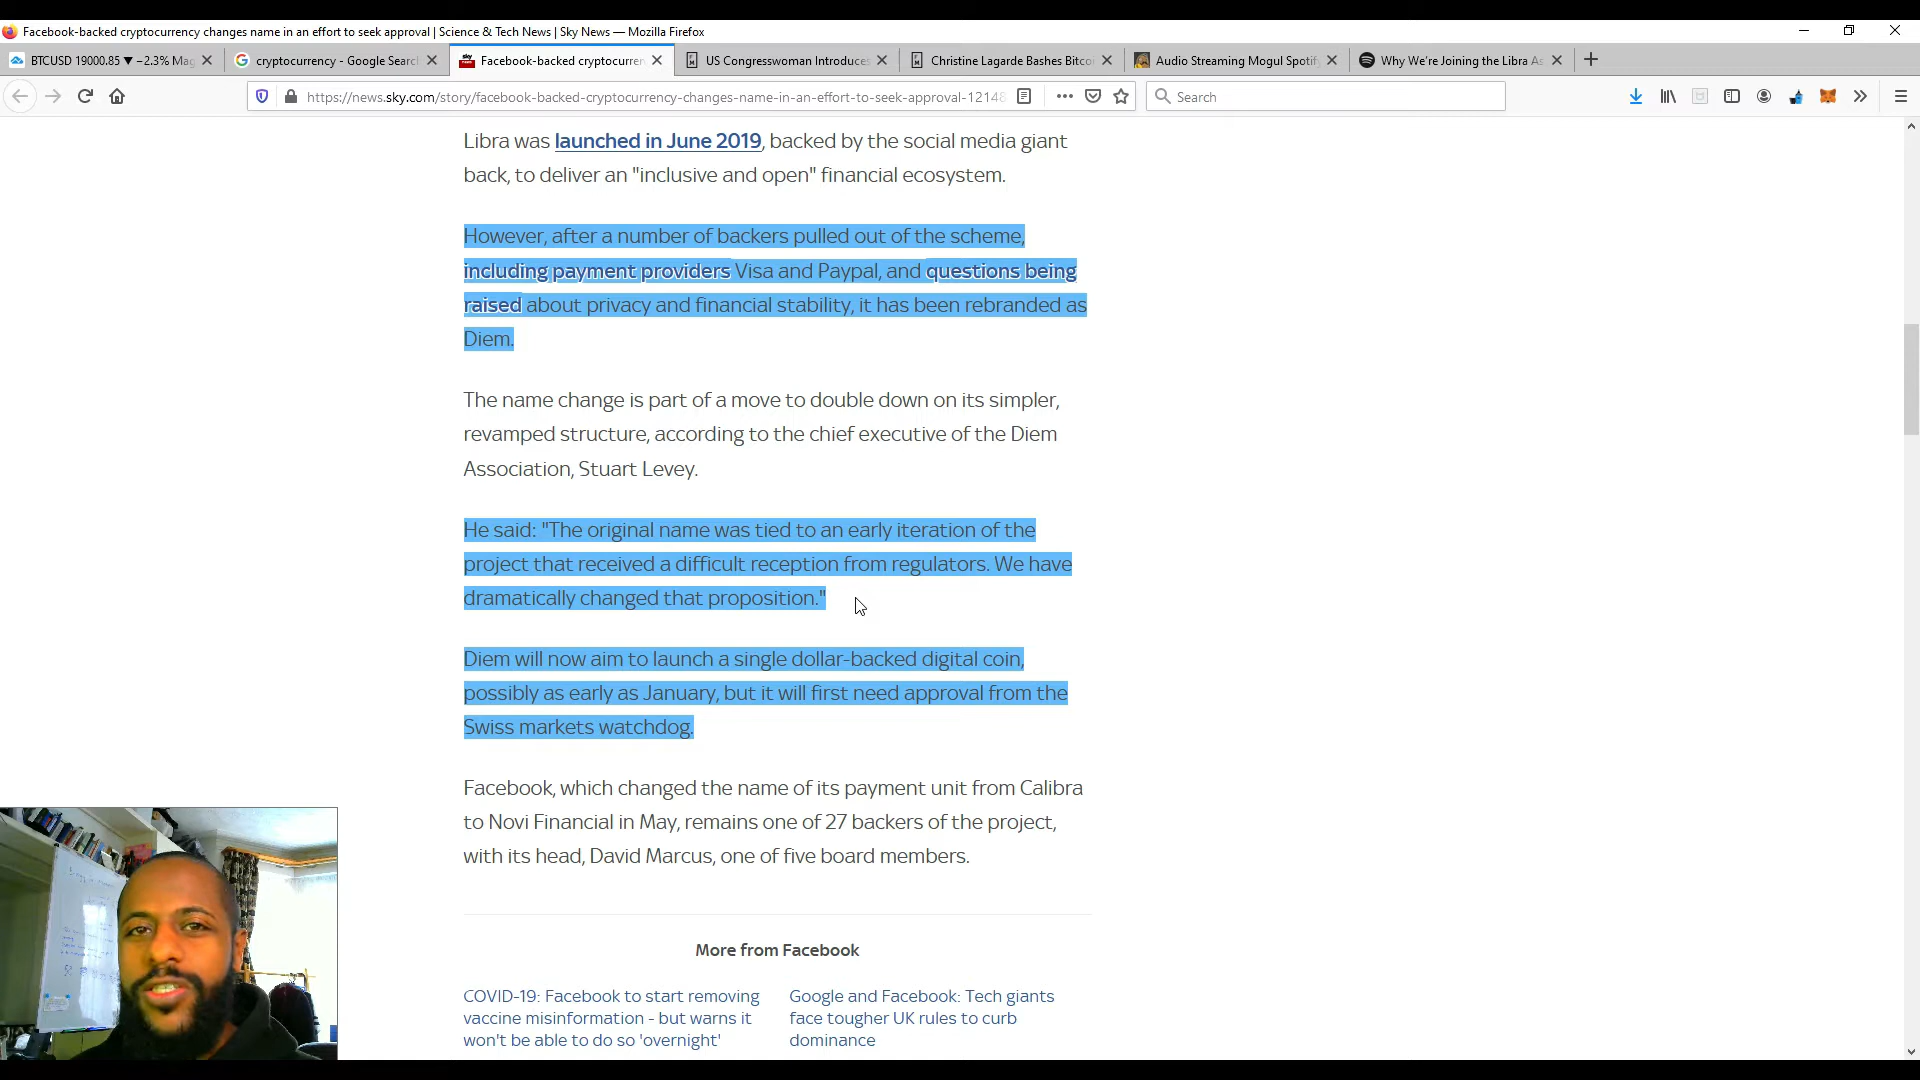 Facebook-backed cryptocurrency changes name in an effort to seek approval | Science & Tech News | Sky News — Mozilla Firefox
BTCUSD 19000.85 ▼ −2.3% Mag
cryptocurrency - Google Searc
Facebook-backed cryptocurren
US Congresswoman Introduces
Christine Lagarde Bashes Bitco
Audio Streaming Mogul Spotify
Why We're Joining the Libra As
https://news.sky.com/story/facebook-backed-cryptocurrency-changes-name-in-an-effort-to-seek-approval-12148
Search
Libra was launched in June 2019, backed by the social media giant
back, to deliver an "inclusive and open" financial ecosystem.
However, after a number of backers pulled out of the scheme,
including payment providers Visa and Paypal, and questions being
raised about privacy and financial stability, it has been rebranded as
Diem.
The name change is part of a move to double down on its simpler,
revamped structure, according to the chief executive of the Diem
Association, Stuart Levey.
He said: "The original name was tied to an early iteration of the
project that received a difficult reception from regulators. We have
dramatically changed that proposition."
Diem will now aim to launch a single dollar-backed digital coin,
possibly as early as January, but it will first need approval from the
Swiss markets watchdog.
Facebook, which changed the name of its payment unit from Calibra
to Novi Financial in May, remains one of 27 backers of the project,
with its head, David Marcus, one of five board members.
More from Facebook
COVID-19: Facebook to start removing
vaccine misinformation - but warns it
won't be able to do so 'overnight'
Google and Facebook: Tech giants
face tougher UK rules to curb
dominance